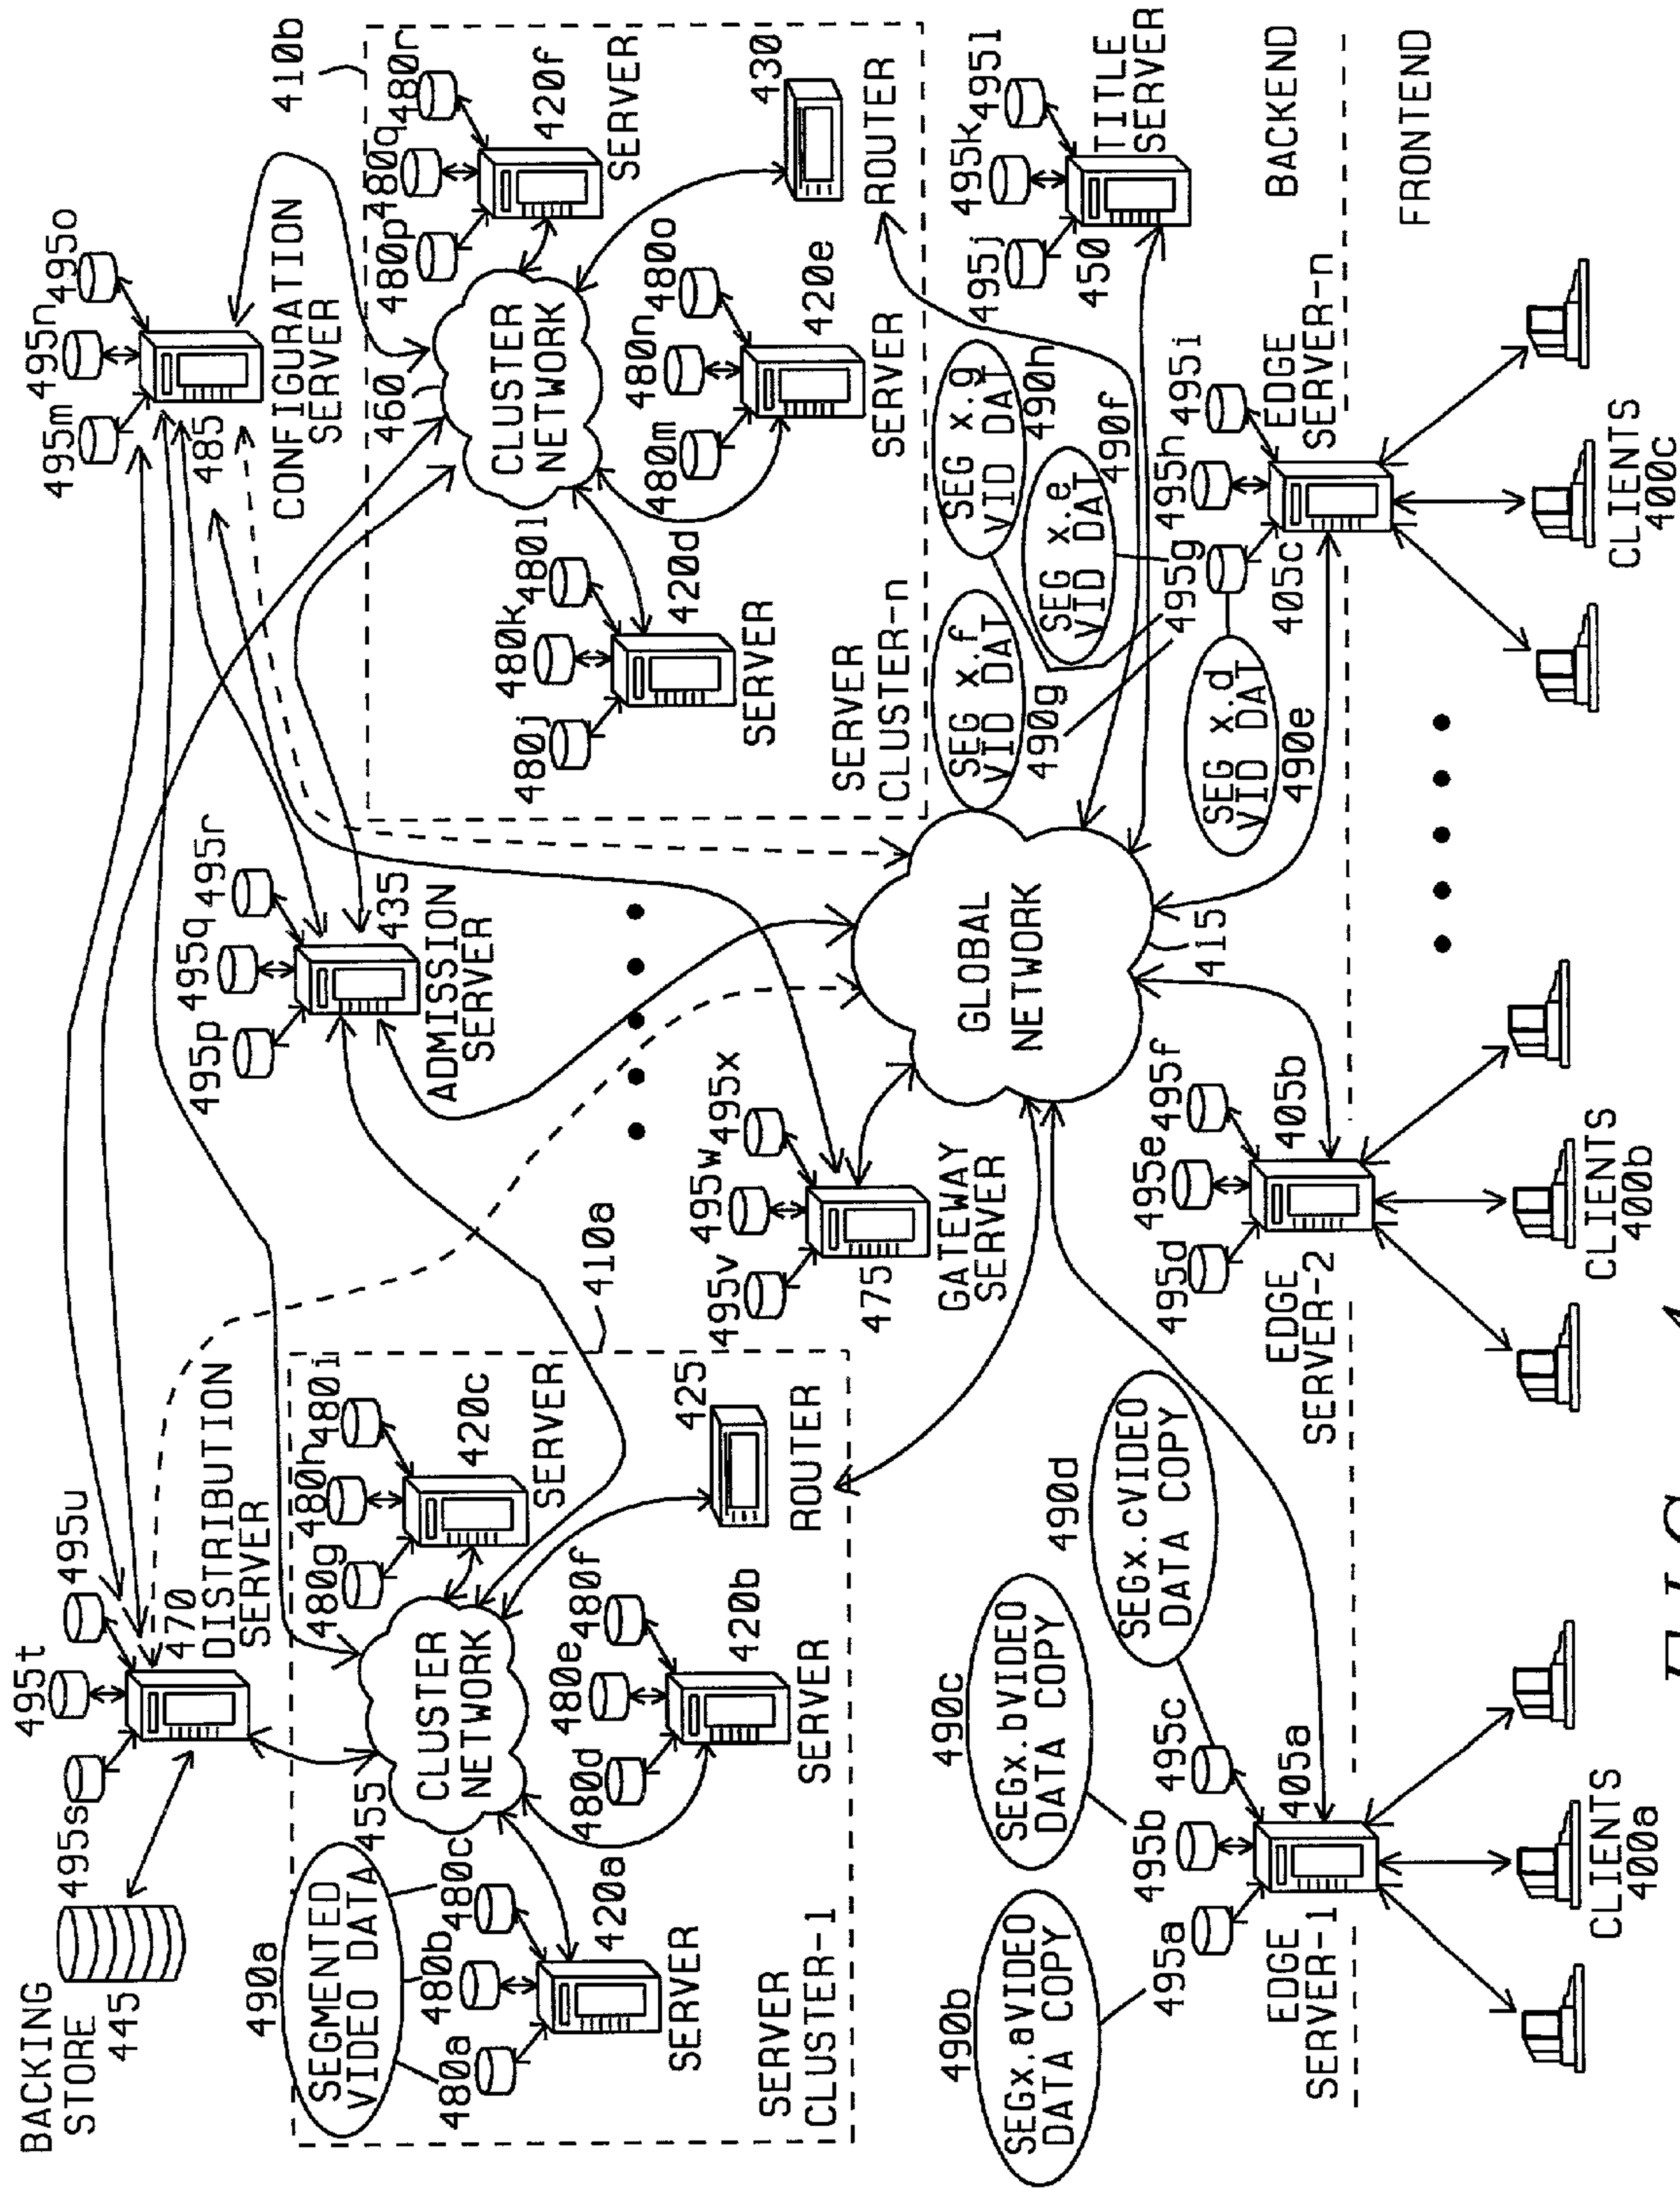 BACKING
STORE
445
495s
495t
495u
470
DISTRIBUTION
SERVER
495p
495q
495r
435
ADMISSION
SERVER
495m
495n
495o
485
CONFIGURATION
SERVER
410b
490a
SEGMENTED
VIDEO DATA
455
CLUSTER
NETWORK
480a
480b
480c
420a
SERVER
480d
480e
480f
420b
SERVER
480g
480h
480i
420c
SERVER
425
ROUTER
410a
SERVER
CLUSTER-1
495v
495w
495x
475
GATEWAY
SERVER
460
CLUSTER
NETWORK
480j
480k
480l
420d
SERVER
480m
480n
480o
420e
SERVER
480p
480q
480r
420f
SERVER
430
ROUTER
SERVER
CLUSTER-n
GLOBAL
NETWORK
415
495j
495k
495l
450
TITLE
SERVER
SEG x.f
VID DAT
490g
SEG x.g
VID DAT
490h
SEG x.e
VID DAT
490f
SEG x.d
VID DAT
490e
490b
SEGx.aVIDEO
DATA COPY
490c
SEGx.bVIDEO
DATA COPY
490d
SEGx.cVIDEO
DATA COPY
495a
495b
495c
405a
EDGE
SERVER-1
495d
495e
495f
405b
EDGE
SERVER-2
495g
495h
495i
405c
EDGE
SERVER-n
BACKEND
FRONTEND
CLIENTS
400a
CLIENTS
400b
CLIENTS
400c